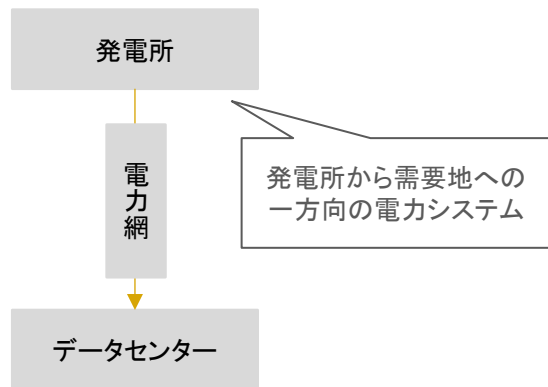 発電所
電力網
発電所から需要地への
一方向の電力システム
データセンター